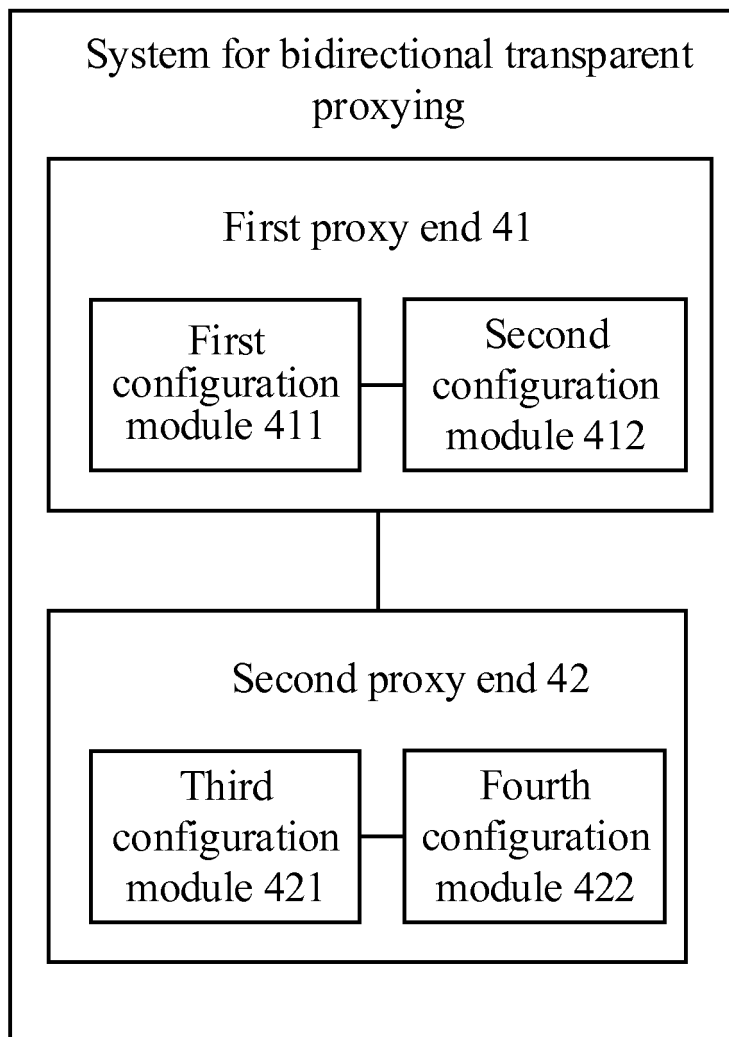 System for bidirectional transparent
proxying
First proxy end 41
First
configuration
module 411
Second
configuration
module 412
Second proxy end 42
Third
configuration
module 421
Fourth
configuration
module 422